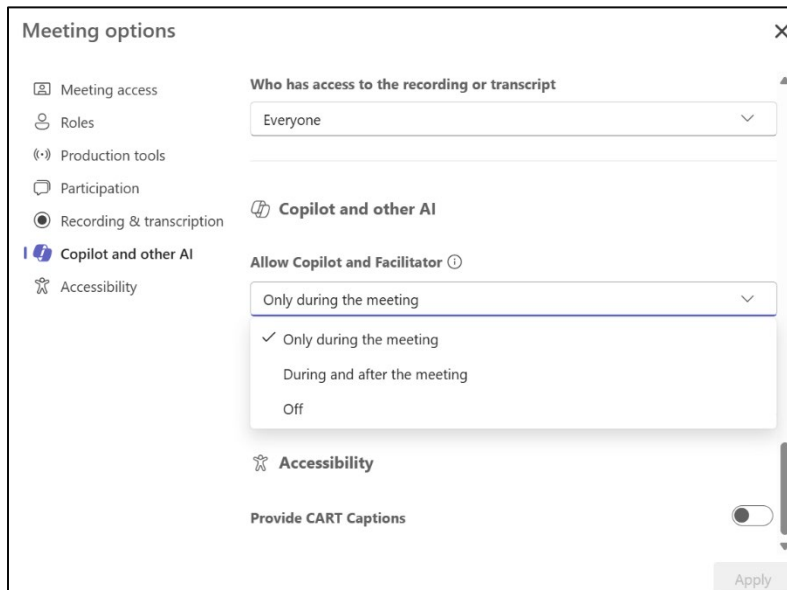 Meeting options
Meeting access
Roles
Production tools
Participation
Recording & transcription
Copilot and other AI
Accessibility
Who has access to the recording or transcript
Everyone
Copilot and other AI
Allow Copilot and Facilitator
Only during the meeting
Only during the meeting
During and after the meeting
Off
Accessibility
Provide CART Captions
Apply